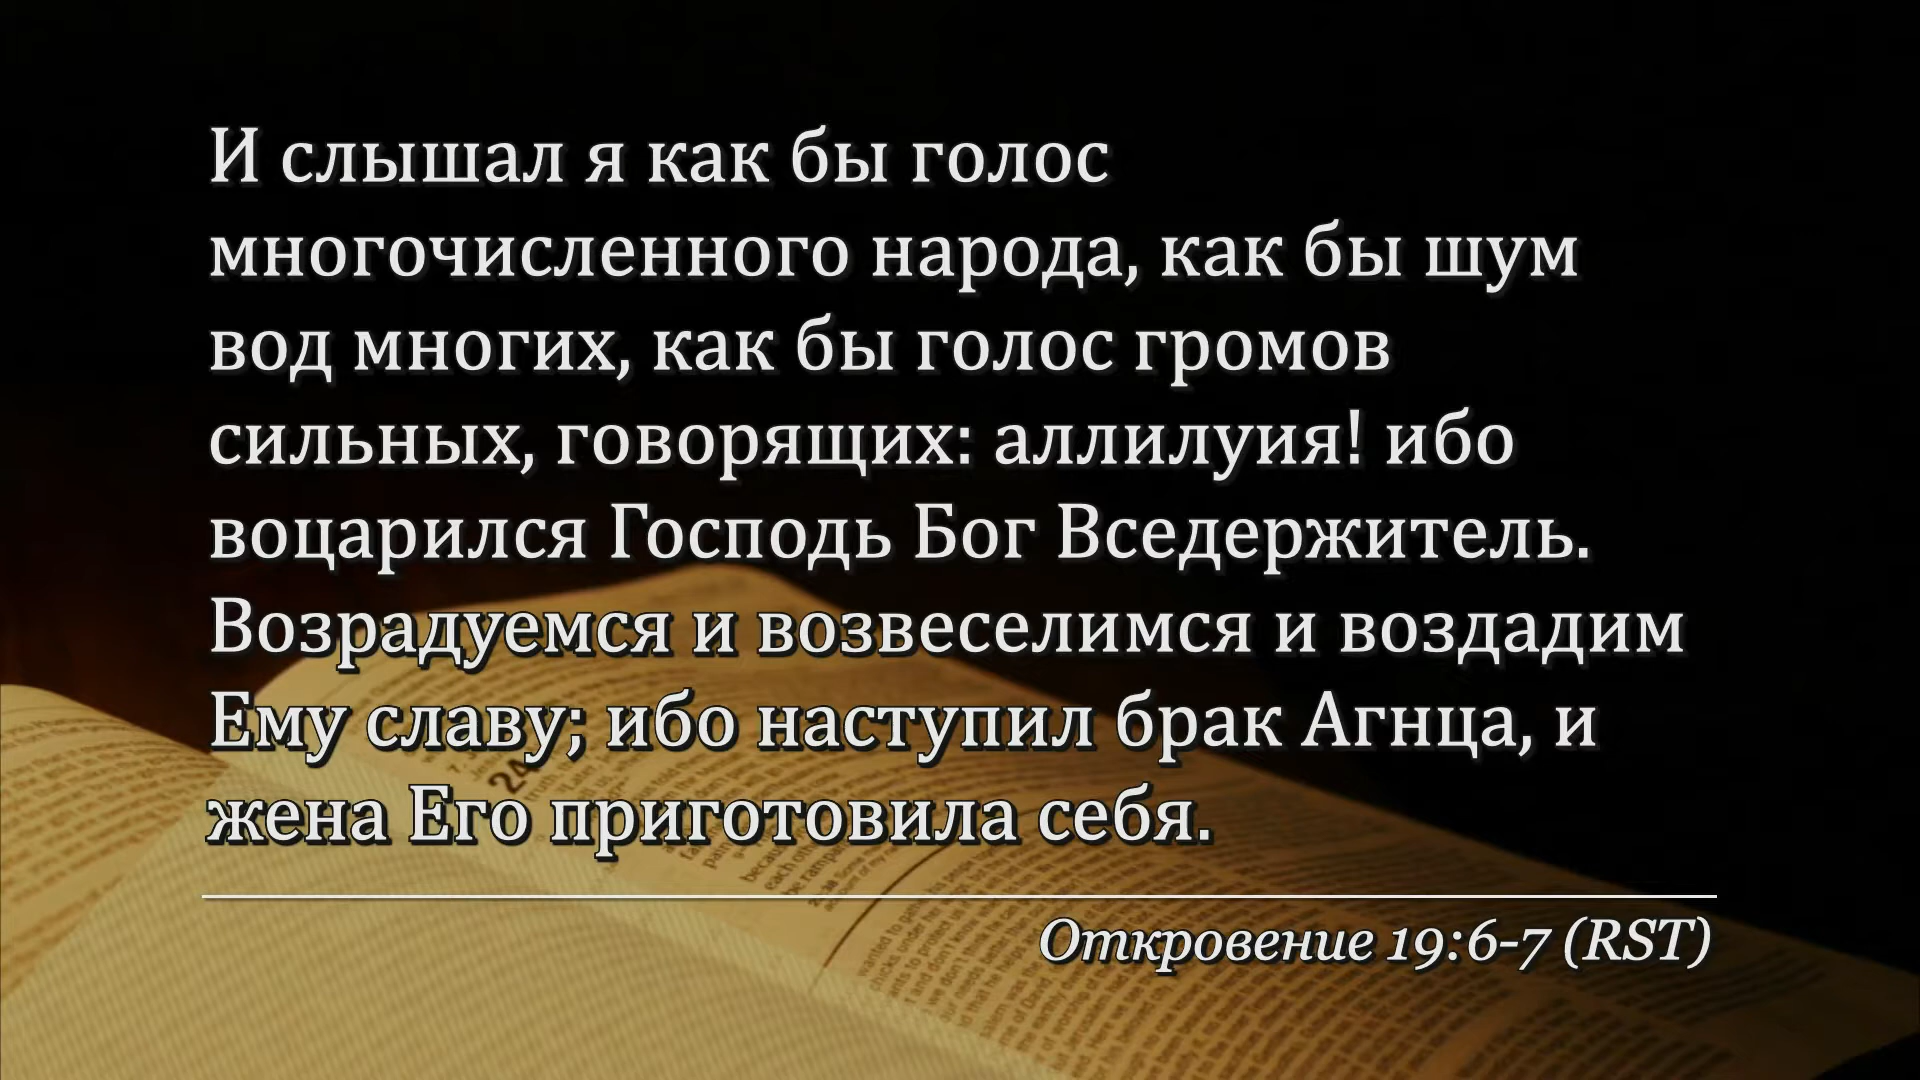 И слышал я как бы голос
многочисленного народа, как бы шум
вод многих, как бы голос громов
сильных, говорящих: аллилуия! ибо
воцарился Господь Бог Вседержитель.
Возрадуемся и возвеселимся и воздадим
Ему славу; ибо наступил брак Агнца, и
жена Его приготовила себя.
Откровение 19:6-7 (RST)
24